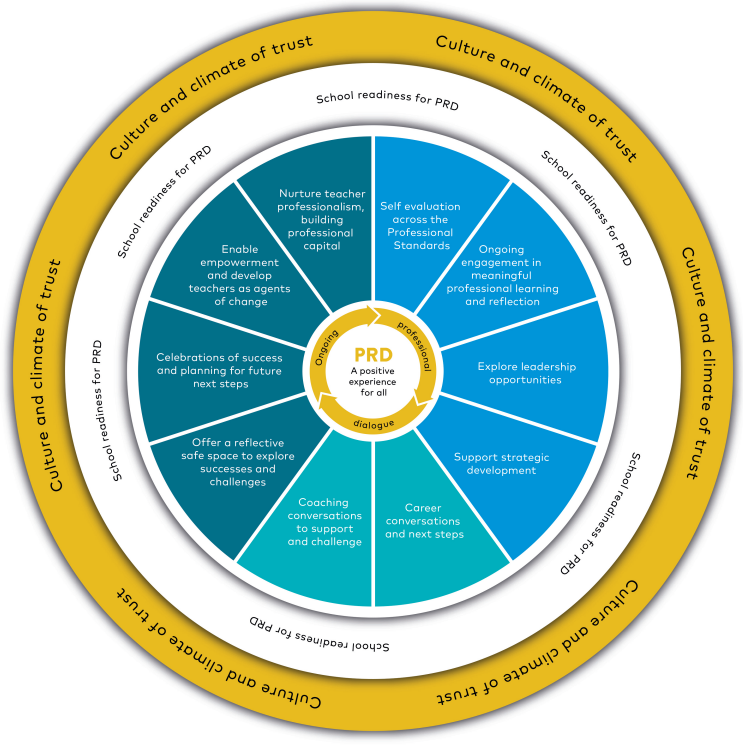 Culture and climate of trust
Culture and climate of trust
Culture and climate of trust
Culture and climate of trust
Culture and climate of trust
Culture and climate of trust
School readiness for PRD
School readiness for PRD
School readiness for PRD
School readiness for PRD
School readiness for PRD
School readiness for PRD
Self evaluation
across the
Professional
Standards
Ongoing
engagement in
meaningful
professional learning
and reflection
Explore leadership
opportunities
Support strategic
development
Career
conversations
and next steps
Coaching
conversations
to support
and challenge
Offer a reflective
safe space to explore
successes and
challenges
Celebrations of success
and planning for future
next steps
Enable
empowerment
and develop
teachers as agents
of change
Nurture teacher
professionalism,
building
professional
capital
Ongoing
professional
dialogue
PRD
A positive
experience
for all